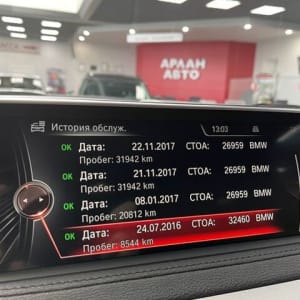 АРЛАН
АВТО
История обслуж.
13:03
OK Дата: 22.11.2017 СТОА: 26959 BMW
Пробег: 31942 km
OK Дата: 21.11.2017 СТОА: 26959 BMW
Пробег: 31942 km
OK Дата: 08.01.2017 СТОА: 26959 BMW
Пробег: 20812 km
OK Дата: 24.07.2016 СТОА: 32460 BMW
Пробег: 8544 km